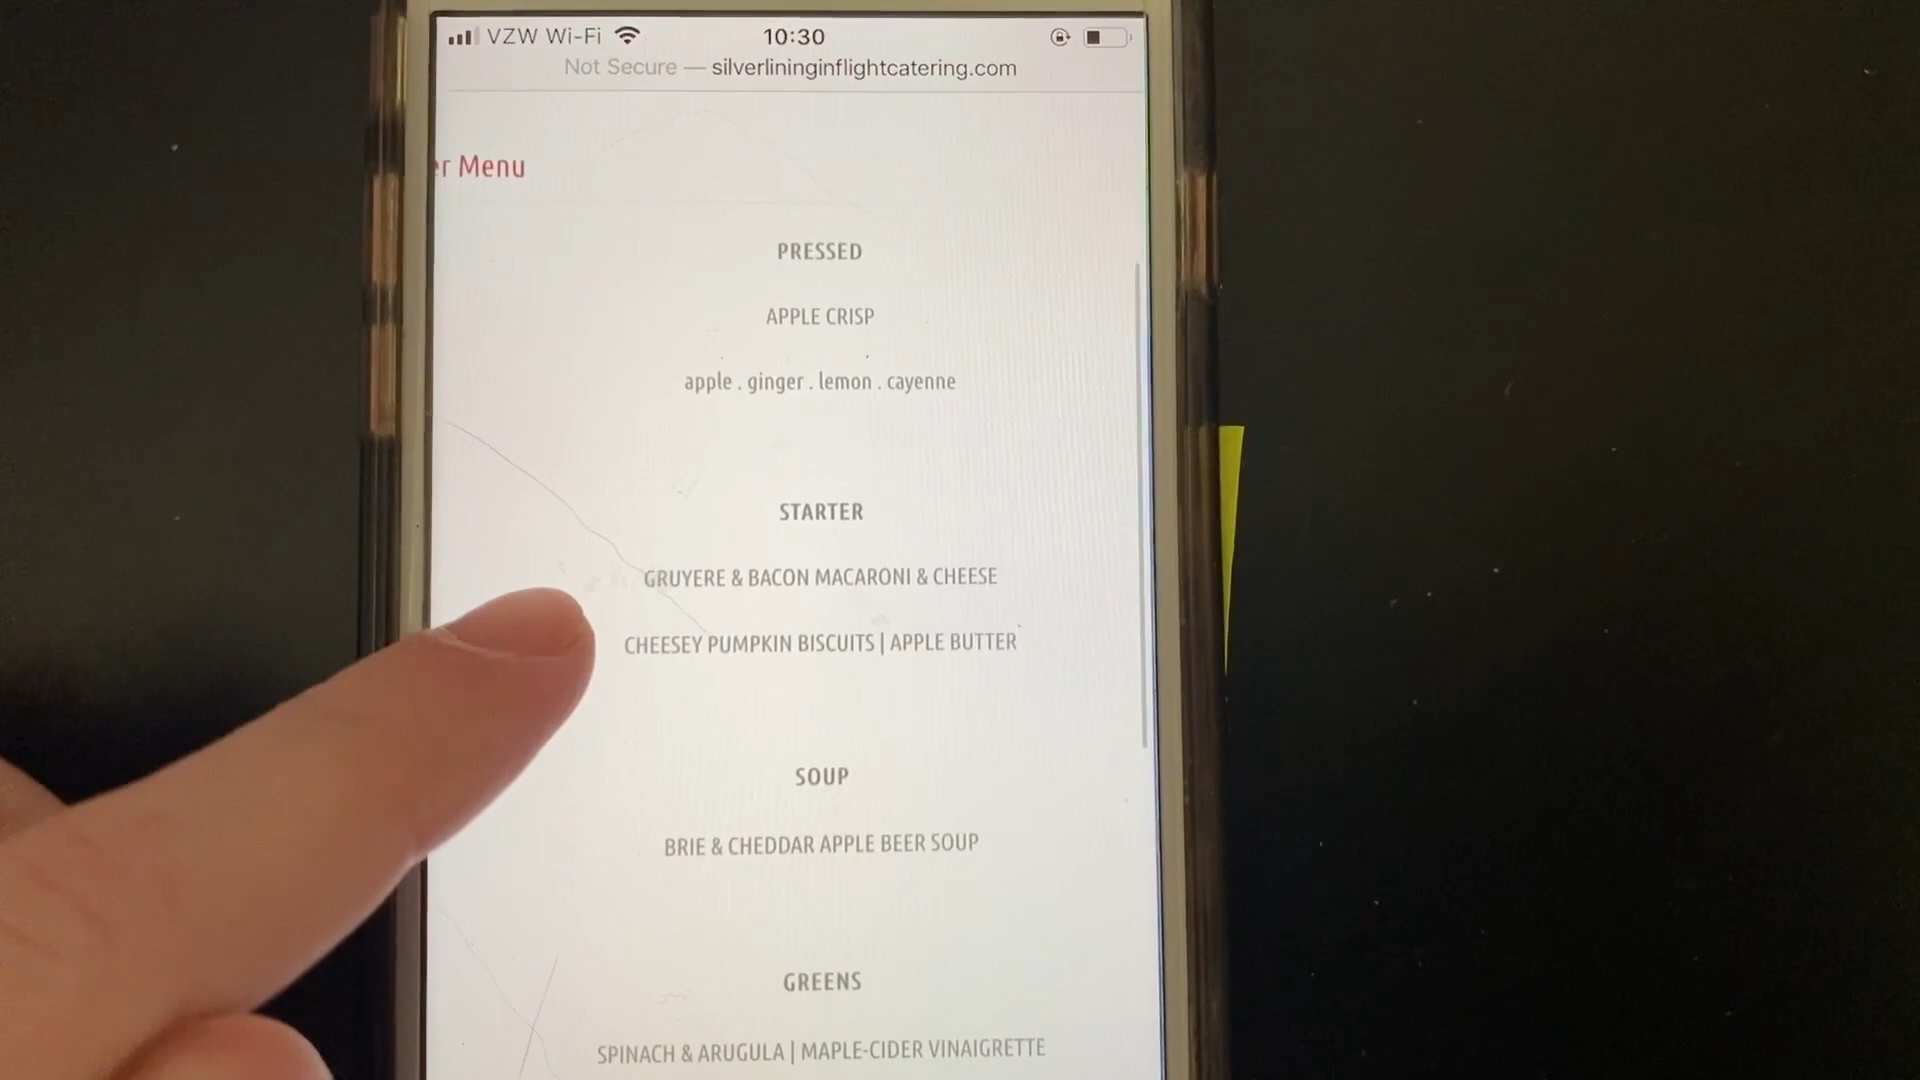 VZW Wi-Fi 10:30
Not Secure — silverlininginflightcatering.com
er Menu
PRESSED
APPLE CRISP
apple . ginger . lemon . cayenne
STARTER
GRUYERE & BACON MACARONI & CHEESE
CHEESEY PUMPKIN BISCUITS | APPLE BUTTER
SOUP
BRIE & CHEDDAR APPLE BEER SOUP
GREENS
SPINACH & ARUGULA | MAPLE-CIDER VINAIGRETTE